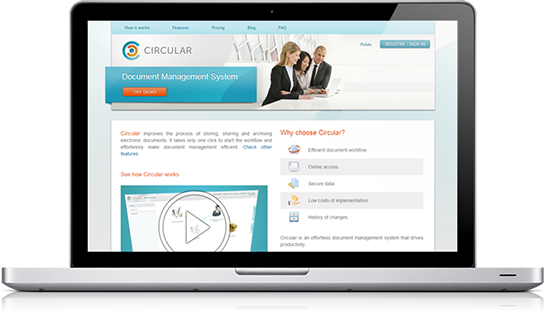 How it works Features Pricing Blog FAQ
CIRCULAR
Polski REGISTER / SIGN IN
Document Management System
TRY DEMO
Circular improves the process of storing, sharing and archiving
electronic documents. It takes only one click to start the workflow and
effortlessly make document management efficient. Check other
features
See how Circular works
Why choose Circular?
Efficient document workflow
Online access
Secure data
Low costs of implementation
History of changes
Circular is an effortless document management system that drives
productivity.